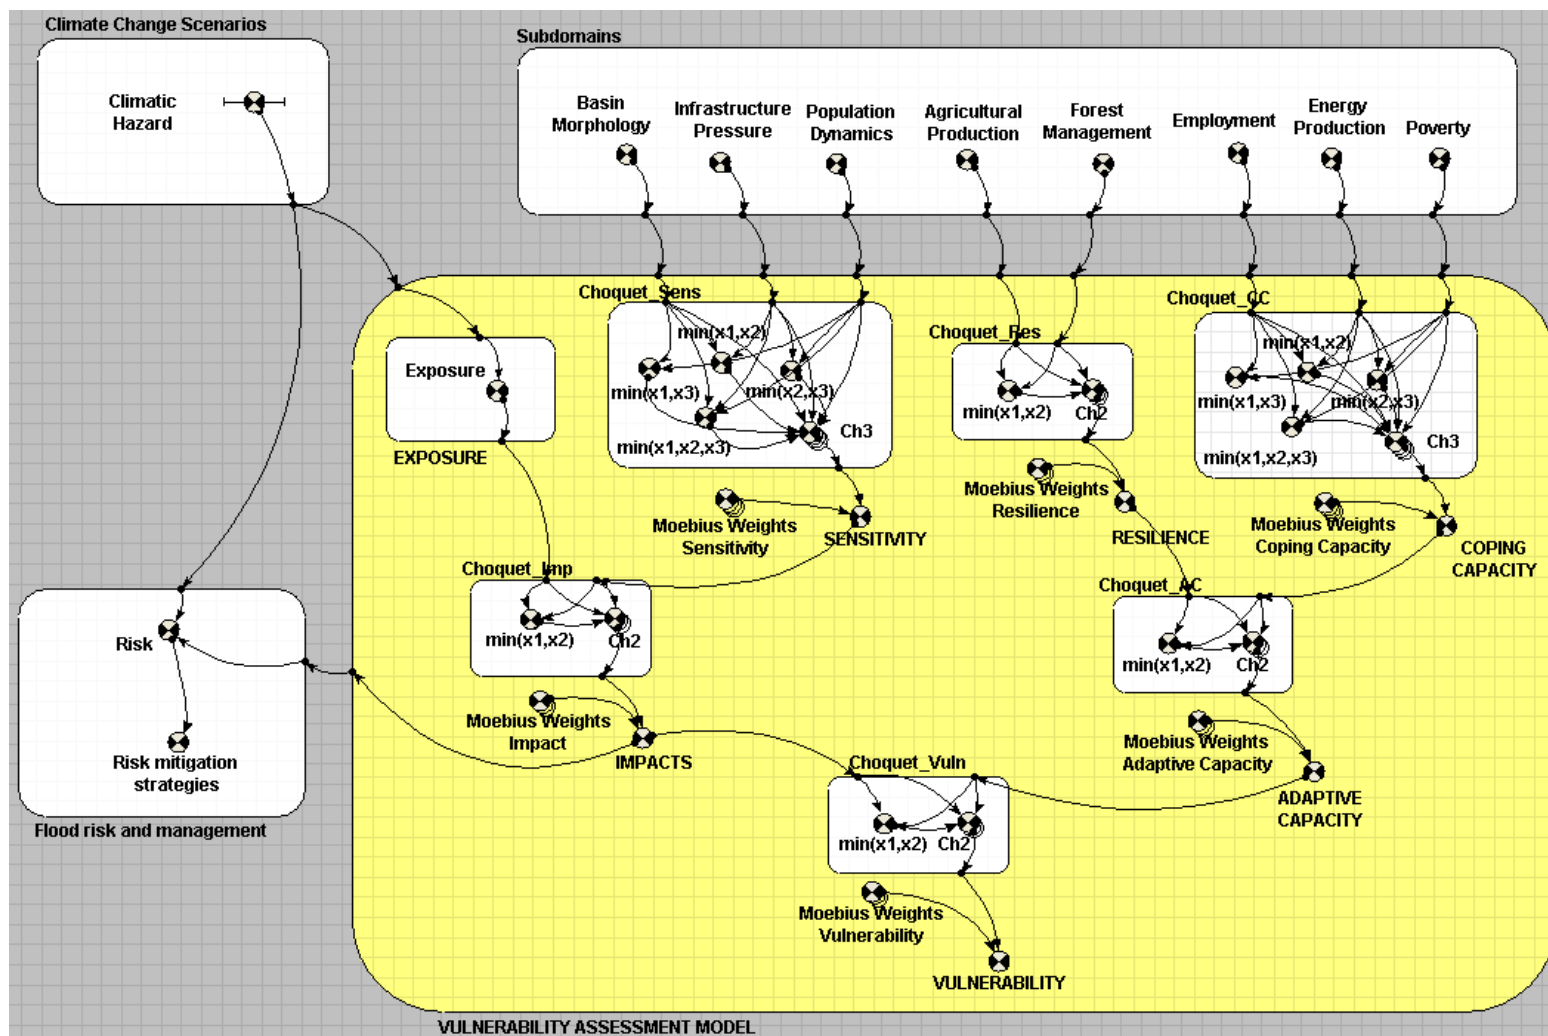 Climate Change Scenarios
Climatic
Hazard
Subdomains
Basin
Morphology
Infrastructure
Pressure
Population
Dynamics
Agricultural
Production
Forest
Management
Employment
Energy
Production
Poverty
Choquet_Sens
min(x1,x2)
min(x1,x3)
min(x2,x3)
min(x1,x2,x3)
Ch3
Choquet_Res
min(x1,x2)
Ch2
Choquet_CC
min(x1,x2)
min(x1,x3)
min(x2,x3)
min(x1,x2,x3)
Ch3
Exposure
EXPOSURE
Moebius Weights
Sensitivity
SENSITIVITY
Moebius Weights
Resilience
RESILIENCE
Moebius Weights
Coping Capacity
COPING
CAPACITY
Choquet_Imp
min(x1,x2)
Ch2
Choquet_AC
min(x1,x2)
Ch2
Risk
Risk mitigation
strategies
Flood risk and management
Moebius Weights
Impact
IMPACTS
Moebius Weights
Adaptive Capacity
ADAPTIVE
CAPACITY
Choquet_Vuln
min(x1,x2)
Ch2
Moebius Weights
Vulnerability
VULNERABILITY
VULNERABILITY ASSESSMENT MODEL